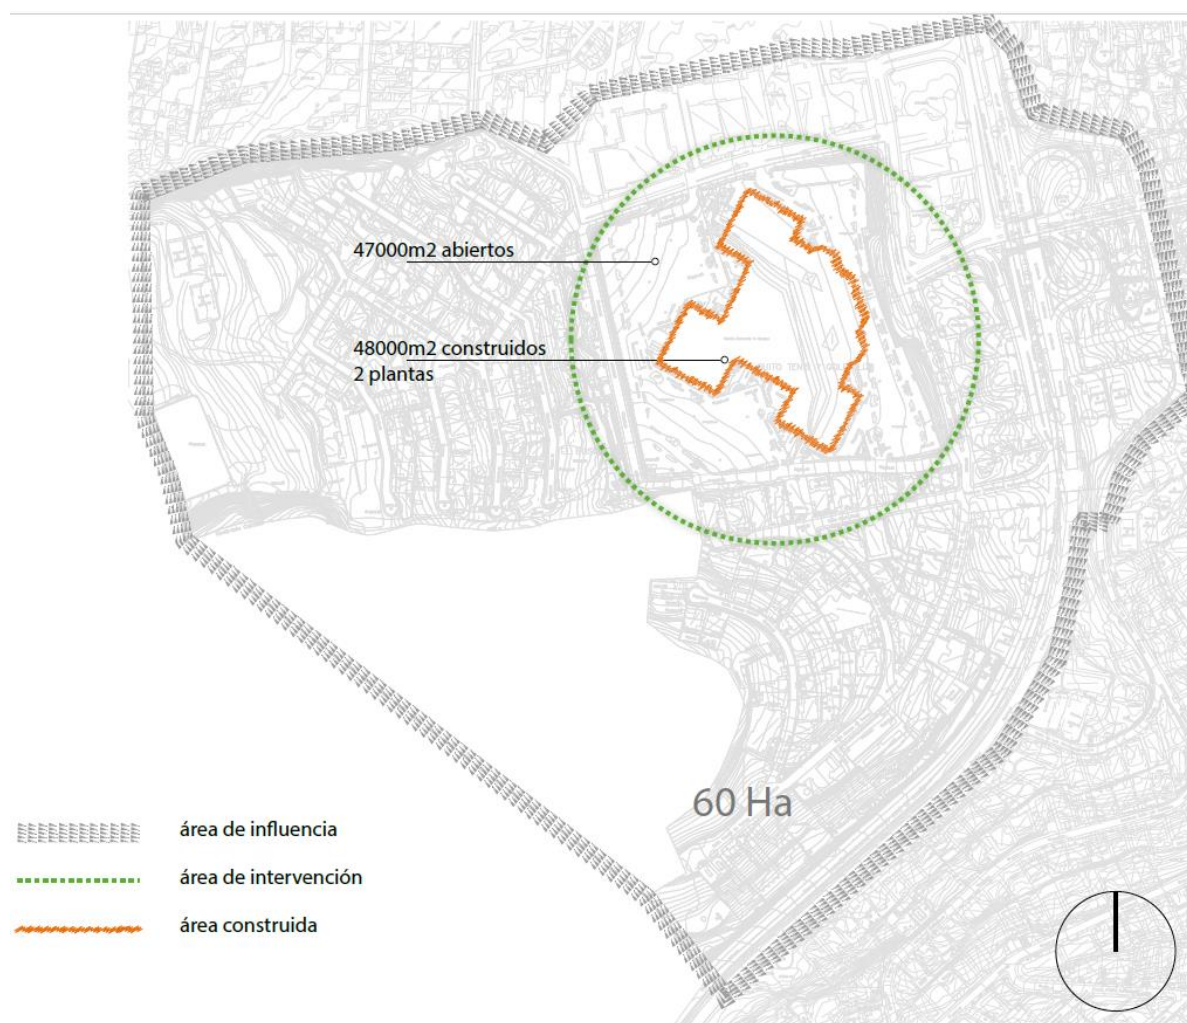 47000m2 abiertos
48000m2 construidos
2 plantas
60 Ha
área de influencia
área de intervención
área construida